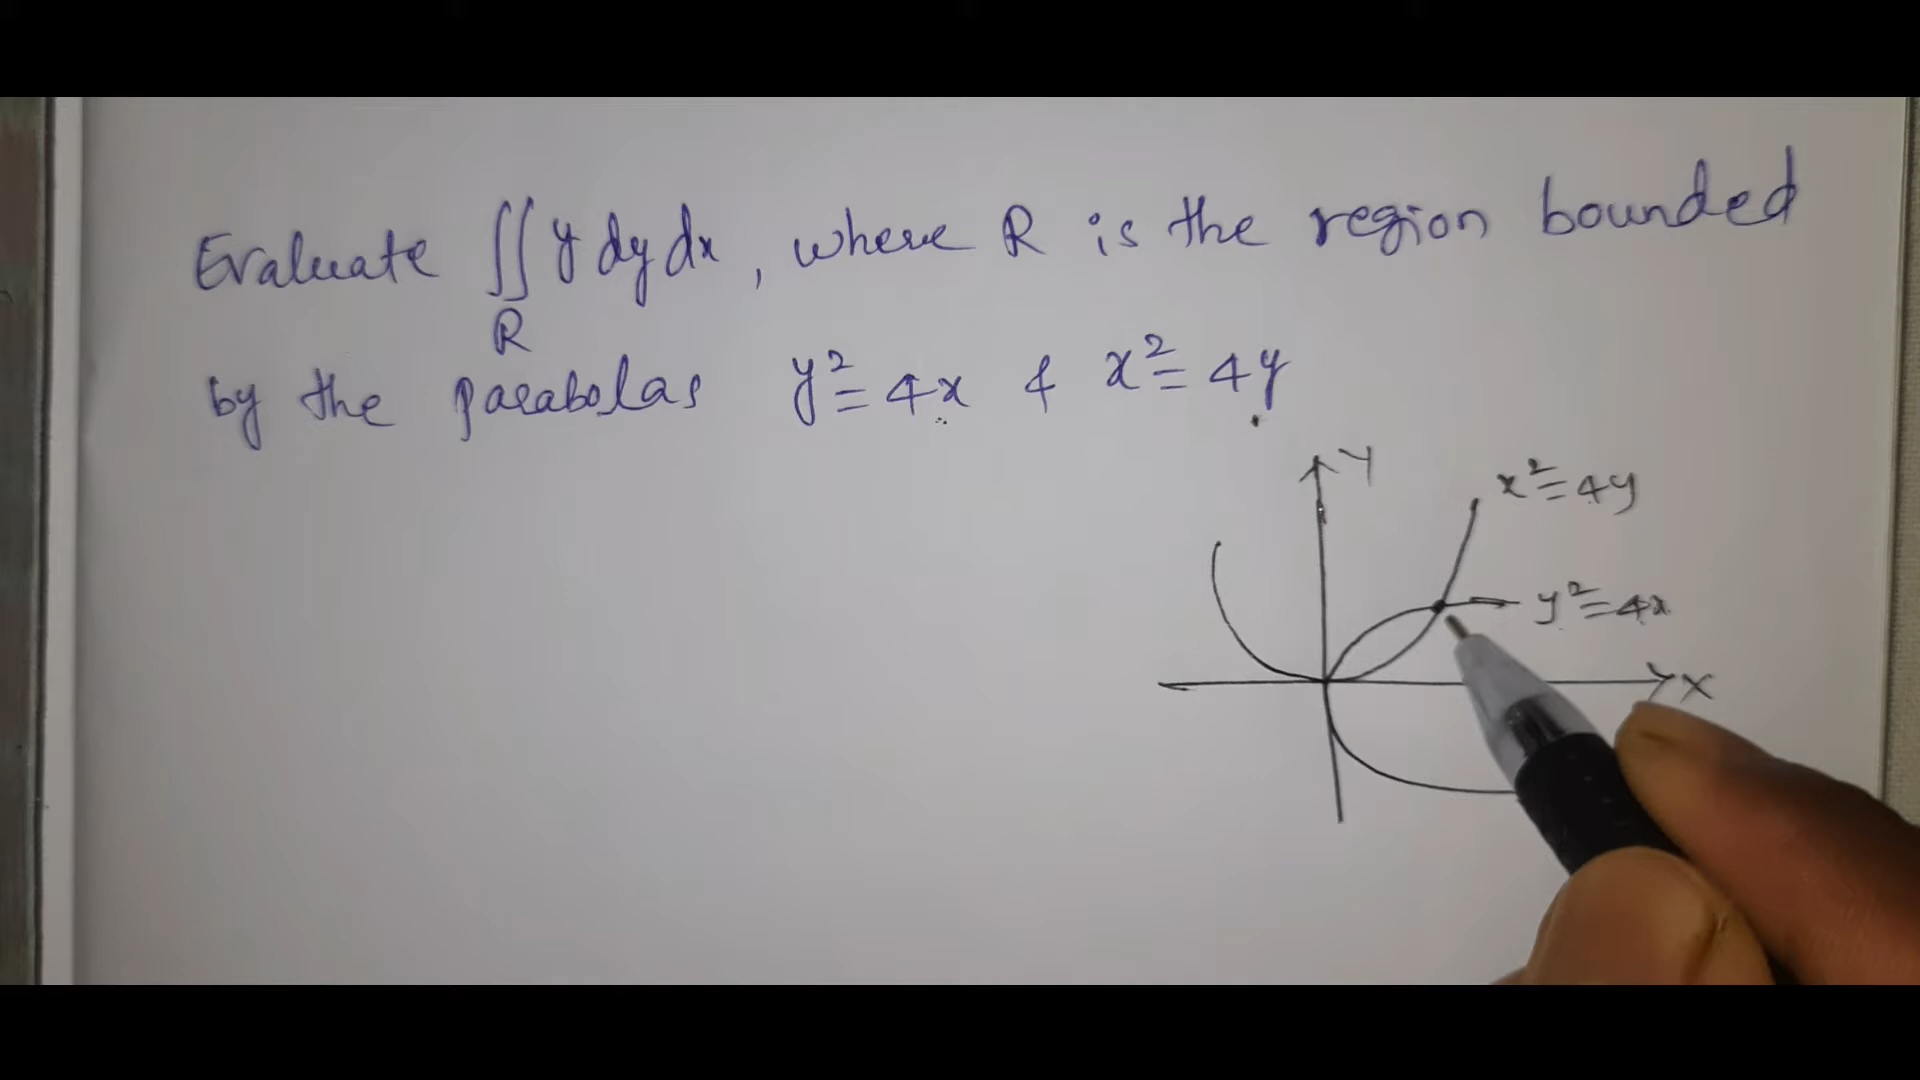 Evaluate ∬ y dy dx, where R is the region bounded
R
by the parabolas y² = 4x & x² = 4y
Y
x² = 4y
y² = 4x
X